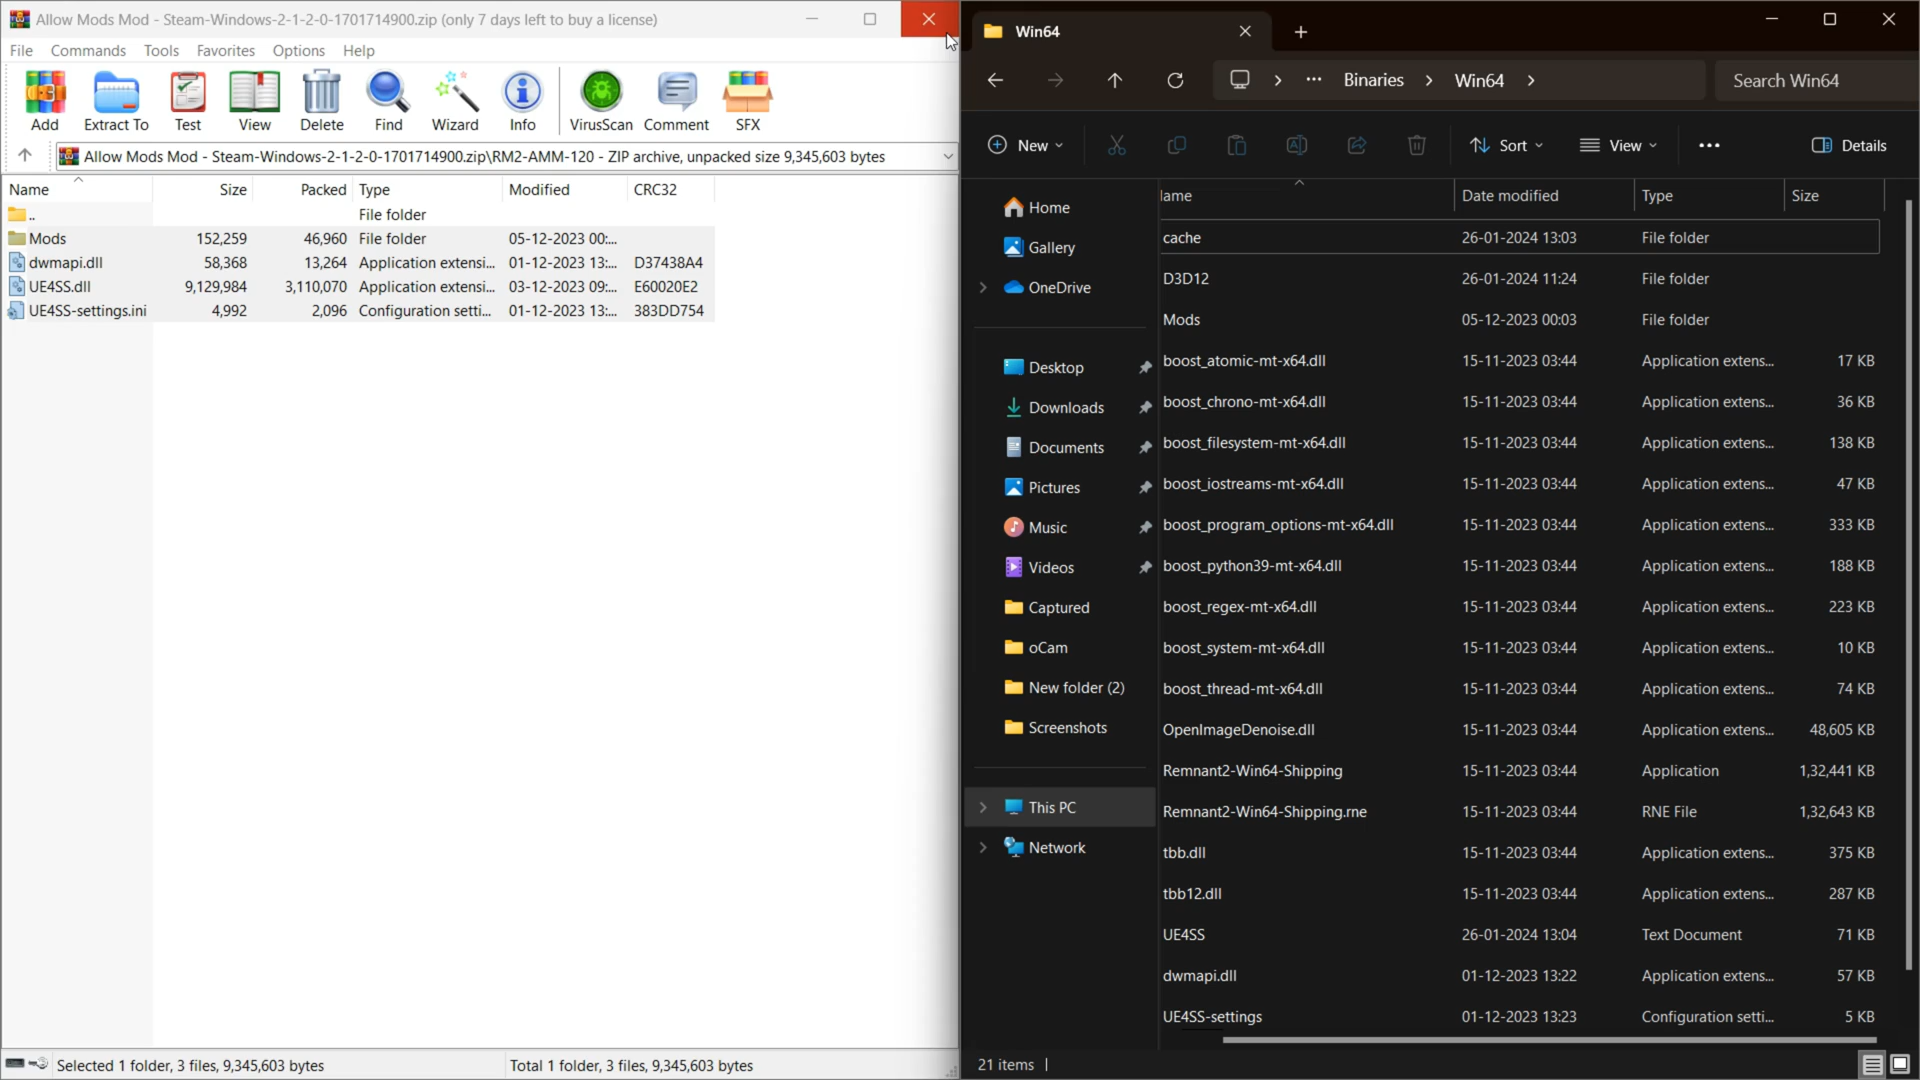 Allow Mods Mod - Steam-Windows-2-1-2-0-1701714900.zip (only 7 days left to buy a license)
File Commands Tools Favorites Options Help
Add Extract To Test View Delete Find Wizard Info VirusScan Comment SFX
Allow Mods Mod - Steam-Windows-2-1-2-0-1701714900.zip\RM2-AMM-120 - ZIP archive, unpacked size 9,345,603 bytes
Name Size Packed Type Modified CRC32
.. File folder
Mods 152,259 46,960 File folder 05-12-2023 00:...
dwmapi.dll 58,368 13,264 Application extensi... 01-12-2023 13:... D37438A4
UE4SS.dll 9,129,984 3,110,070 Application extensi... 03-12-2023 09:... E60020E2
UE4SS-settings.ini 4,992 2,096 Configuration setti... 01-12-2023 13:... 383DD754
Selected 1 folder, 3 files, 9,345,603 bytes
Total 1 folder, 3 files, 9,345,603 bytes
Win64
... Binaries Win64
Search Win64
New Sort View ... Details
Home
Gallery
OneDrive
Desktop
Downloads
Documents
Pictures
Music
Videos
Captured
oCam
New folder (2)
Screenshots
This PC
Network
lame Date modified Type Size
cache 26-01-2024 13:03 File folder
D3D12 26-01-2024 11:24 File folder
Mods 05-12-2023 00:03 File folder
boost_atomic-mt-x64.dll 15-11-2023 03:44 Application extens... 17 KB
boost_chrono-mt-x64.dll 15-11-2023 03:44 Application extens... 36 KB
boost_filesystem-mt-x64.dll 15-11-2023 03:44 Application extens... 138 KB
boost_iostreams-mt-x64.dll 15-11-2023 03:44 Application extens... 47 KB
boost_program_options-mt-x64.dll 15-11-2023 03:44 Application extens... 333 KB
boost_python39-mt-x64.dll 15-11-2023 03:44 Application extens... 188 KB
boost_regex-mt-x64.dll 15-11-2023 03:44 Application extens... 223 KB
boost_system-mt-x64.dll 15-11-2023 03:44 Application extens... 10 KB
boost_thread-mt-x64.dll 15-11-2023 03:44 Application extens... 74 KB
OpenImageDenoise.dll 15-11-2023 03:44 Application extens... 48,605 KB
Remnant2-Win64-Shipping 15-11-2023 03:44 Application 1,32,441 KB
Remnant2-Win64-Shipping.rne 15-11-2023 03:44 RNE File 1,32,643 KB
tbb.dll 15-11-2023 03:44 Application extens... 375 KB
tbb12.dll 15-11-2023 03:44 Application extens... 287 KB
UE4SS 26-01-2024 13:04 Text Document 71 KB
dwmapi.dll 01-12-2023 13:22 Application extens... 57 KB
UE4SS-settings 01-12-2023 13:23 Configuration setti... 5 KB
21 items